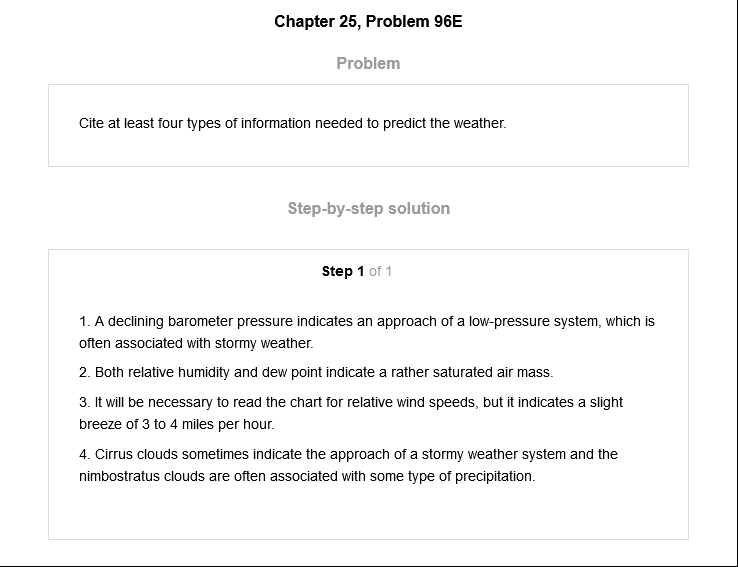 Chapter 25, Problem 96E
Problem
Cite at least four types of information needed to predict the weather.
Step-by-step solution
Step 1 of 1
1. A declining barometer pressure indicates an approach of a low-pressure system, which is
often associated with stormy weather.
2. Both relative humidity and dew point indicate a rather saturated air mass.
3. It will be necessary to read the chart for relative wind speeds, but it indicates a slight
breeze of 3 to 4 miles per hour.
4. Cirrus clouds sometimes indicate the approach of a stormy weather system and the
nimbostratus clouds are often associated with some type of precipitation.